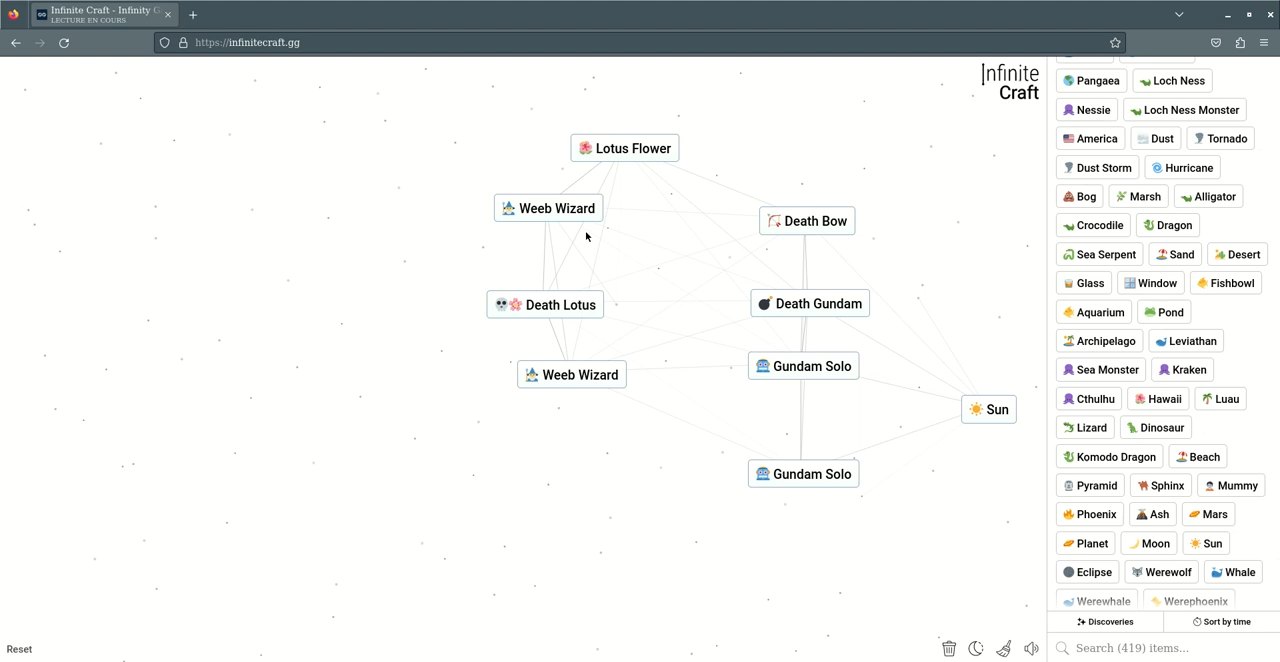 Infinite Craft - Infinity G
LECTURE EN COURS
https://infinitecraft.gg
Infinite
Craft
Lotus Flower
Weeb Wizard
Death Bow
Death Lotus
Death Gundam
Gundam Solo
Weeb Wizard
Sun
Gundam Solo
Reset
Pangaea Loch Ness
Nessie Loch Ness Monster
America Dust Tornado
Dust Storm Hurricane
Bog Marsh Alligator
Crocodile Dragon
Sea Serpent Sand Desert
Glass Window Fishbowl
Aquarium Pond
Archipelago Leviathan
Sea Monster Kraken
Cthulhu Hawaii Luau
Lizard Dinosaur
Komodo Dragon Beach
Pyramid Sphinx Mummy
Phoenix Ash Mars
Planet Moon Sun
Eclipse Werewolf Whale
Werewhale Werephoenix
Discoveries Sort by time
Search (419) items...